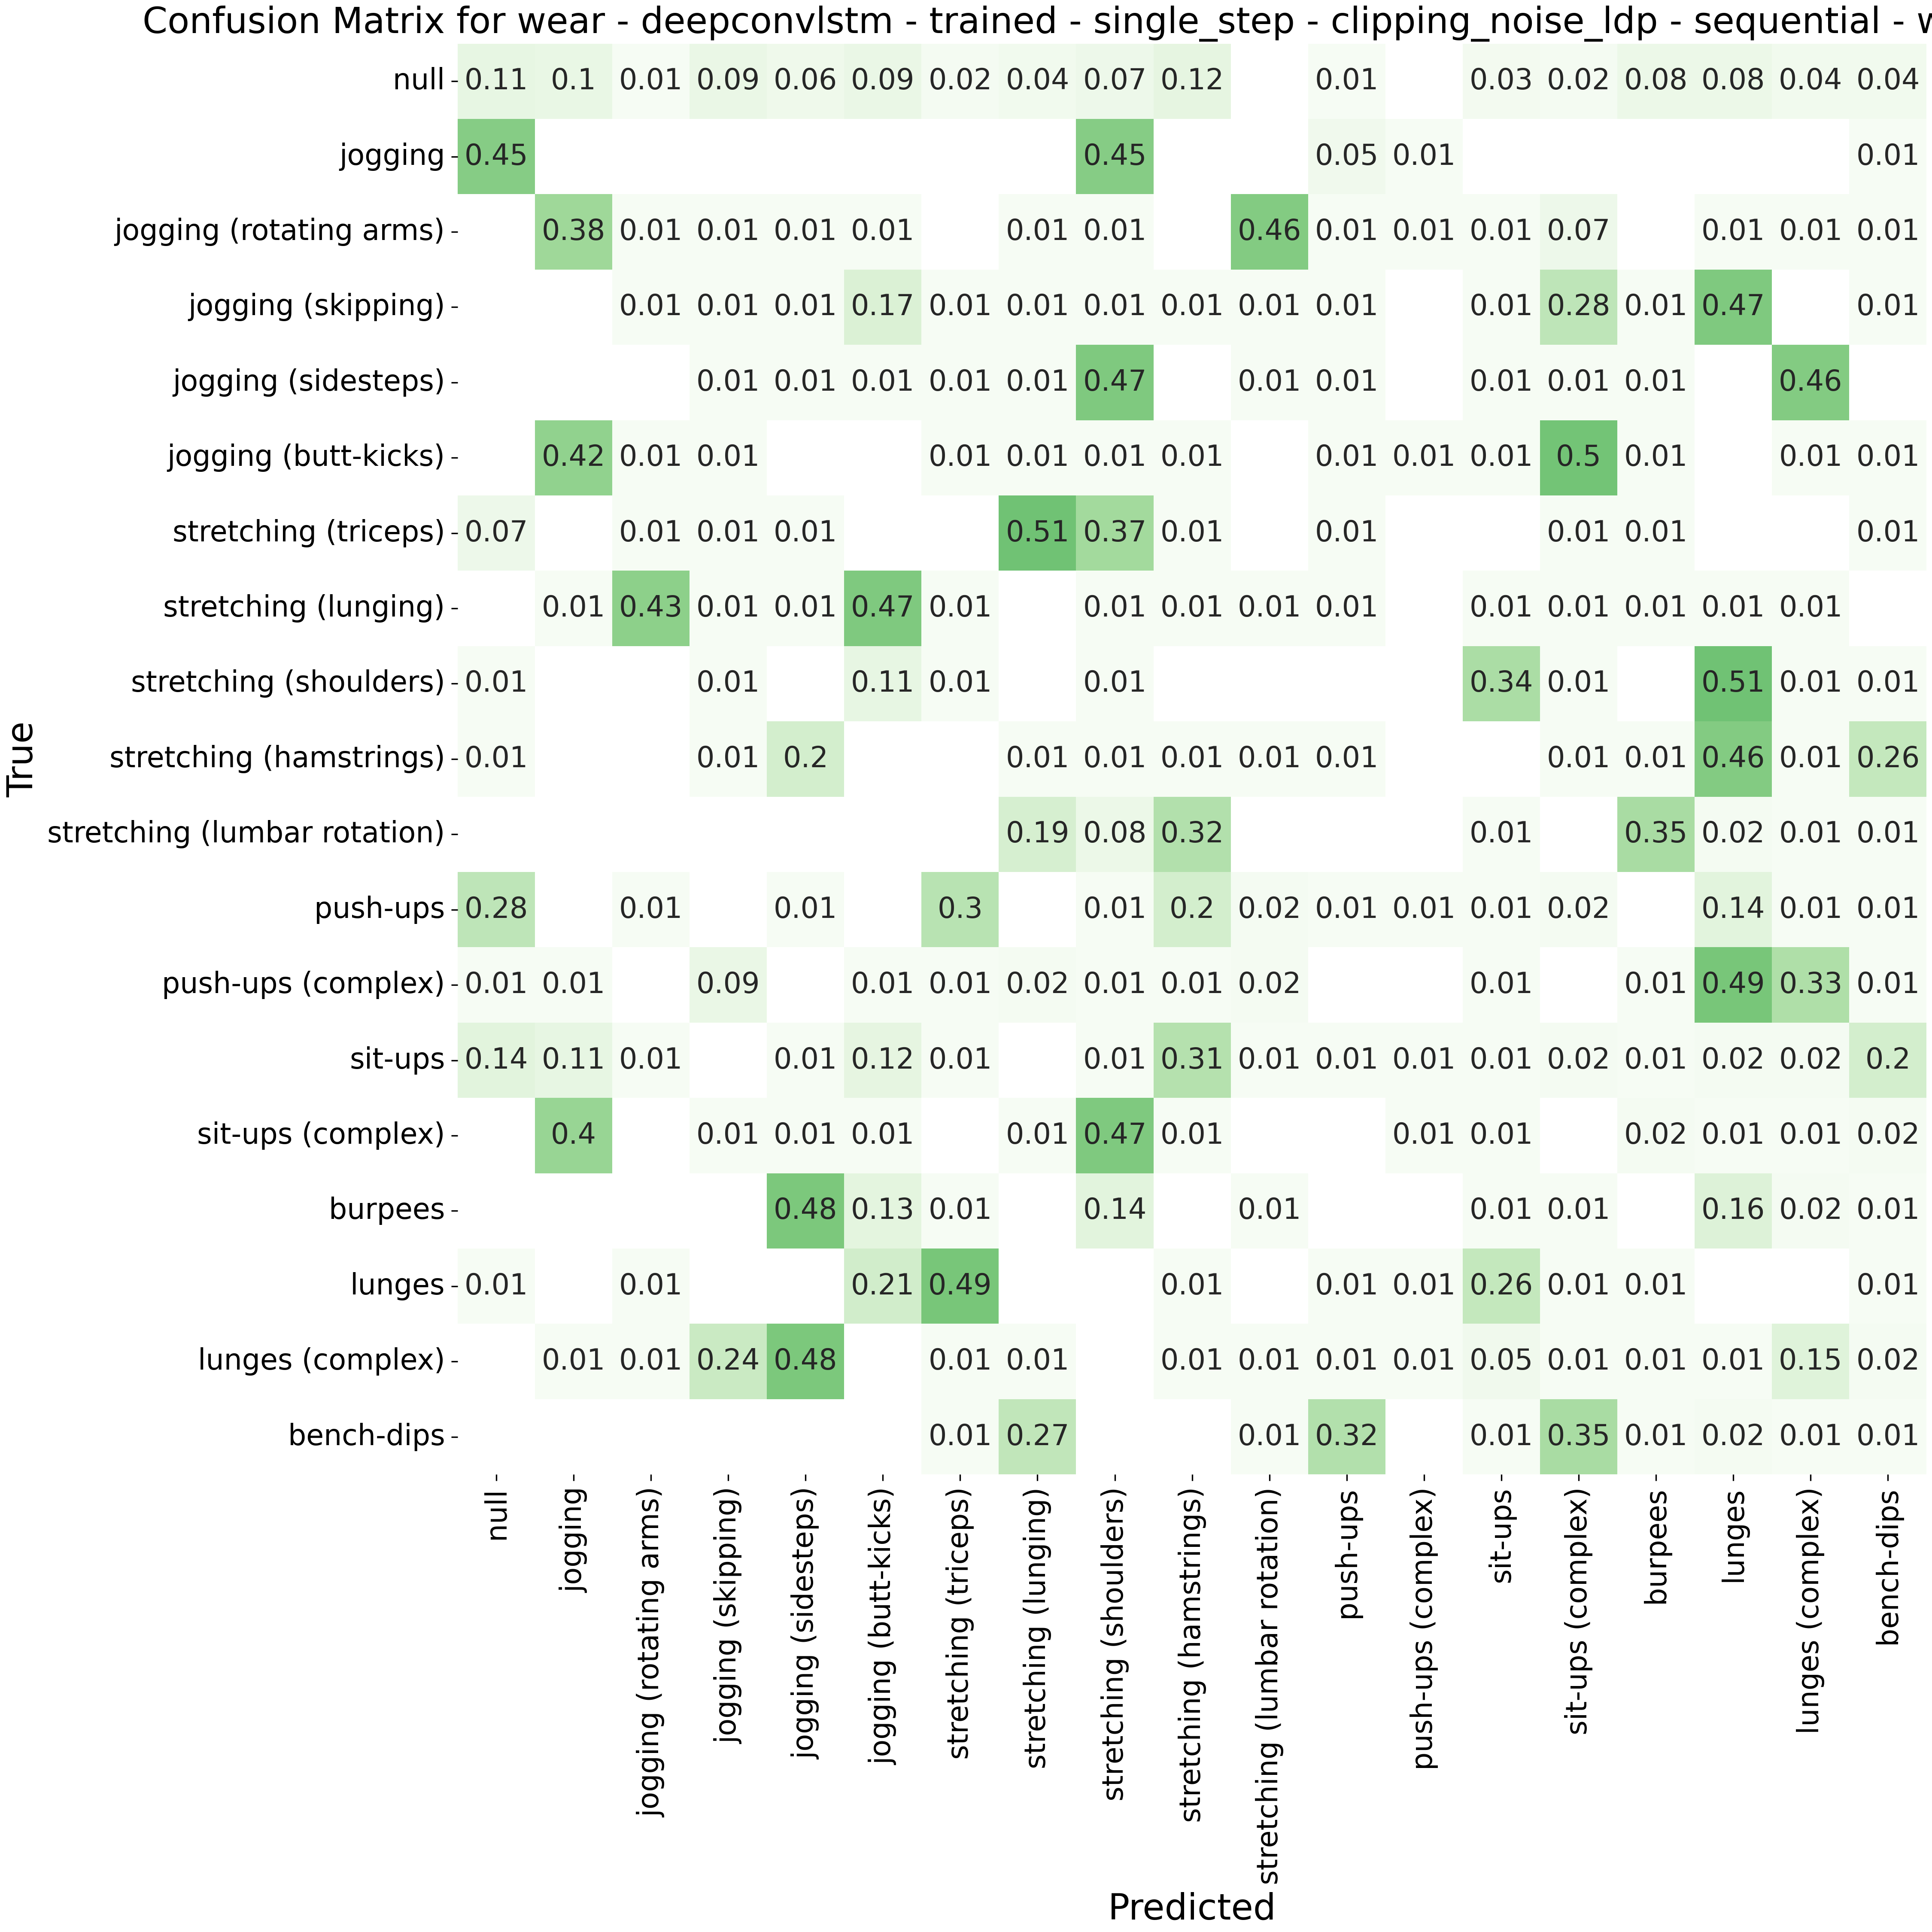 Confusion Matrix for wear - deepconvlstm - trained - single_step - clipping_noise_ldp - sequential - w
null 0.11 0.1 0.01 0.09 0.06 0.09 0.02 0.04 0.07 0.12 0.01 0.03 0.02 0.08 0.08 0.04 0.04
jogging 0.45 0.45 0.05 0.01 0.01
jogging (rotating arms) 0.38 0.01 0.01 0.01 0.01 0.01 0.01 0.46 0.01 0.01 0.01 0.07 0.01 0.01 0.01
jogging (skipping) 0.01 0.01 0.01 0.17 0.01 0.01 0.01 0.01 0.01 0.01 0.01 0.28 0.01 0.47 0.01
jogging (sidesteps) 0.01 0.01 0.01 0.01 0.01 0.47 0.01 0.01 0.01 0.01 0.01 0.46
jogging (butt-kicks) 0.42 0.01 0.01 0.01 0.01 0.01 0.01 0.01 0.01 0.01 0.5 0.01 0.01 0.01
stretching (triceps) 0.07 0.01 0.01 0.01 0.51 0.37 0.01 0.01 0.01 0.01 0.01
stretching (lunging) 0.01 0.43 0.01 0.01 0.47 0.01 0.01 0.01 0.01 0.01 0.01 0.01 0.01 0.01 0.01
stretching (shoulders) 0.01 0.01 0.11 0.01 0.01 0.34 0.01 0.51 0.01 0.01
stretching (hamstrings) 0.01 0.01 0.2 0.01 0.01 0.01 0.01 0.01 0.01 0.01 0.46 0.01 0.26
stretching (lumbar rotation) 0.19 0.08 0.32 0.01 0.35 0.02 0.01 0.01
push-ups 0.28 0.01 0.01 0.3 0.01 0.2 0.02 0.01 0.01 0.01 0.02 0.14 0.01 0.01
push-ups (complex) 0.01 0.01 0.09 0.01 0.01 0.02 0.01 0.01 0.02 0.01 0.01 0.49 0.33 0.01
sit-ups 0.14 0.11 0.01 0.01 0.12 0.01 0.01 0.31 0.01 0.01 0.01 0.01 0.02 0.01 0.02 0.02 0.2
sit-ups (complex) 0.4 0.01 0.01 0.01 0.01 0.47 0.01 0.01 0.01 0.02 0.01 0.01 0.02
burpees 0.48 0.13 0.01 0.14 0.01 0.01 0.01 0.16 0.02 0.01
lunges 0.01 0.01 0.21 0.49 0.01 0.01 0.01 0.26 0.01 0.01 0.01
lunges (complex) 0.01 0.01 0.24 0.48 0.01 0.01 0.01 0.01 0.01 0.01 0.05 0.01 0.01 0.01 0.15 0.02
bench-dips 0.01 0.27 0.01 0.32 0.01 0.35 0.01 0.02 0.01 0.01
True
null
jogging
jogging (rotating arms)
jogging (skipping)
jogging (sidesteps)
jogging (butt-kicks)
stretching (triceps)
stretching (lunging)
stretching (shoulders)
stretching (hamstrings)
stretching (lumbar rotation)
push-ups
push-ups (complex)
sit-ups
sit-ups (complex)
burpees
lunges
lunges (complex)
bench-dips
Predicted